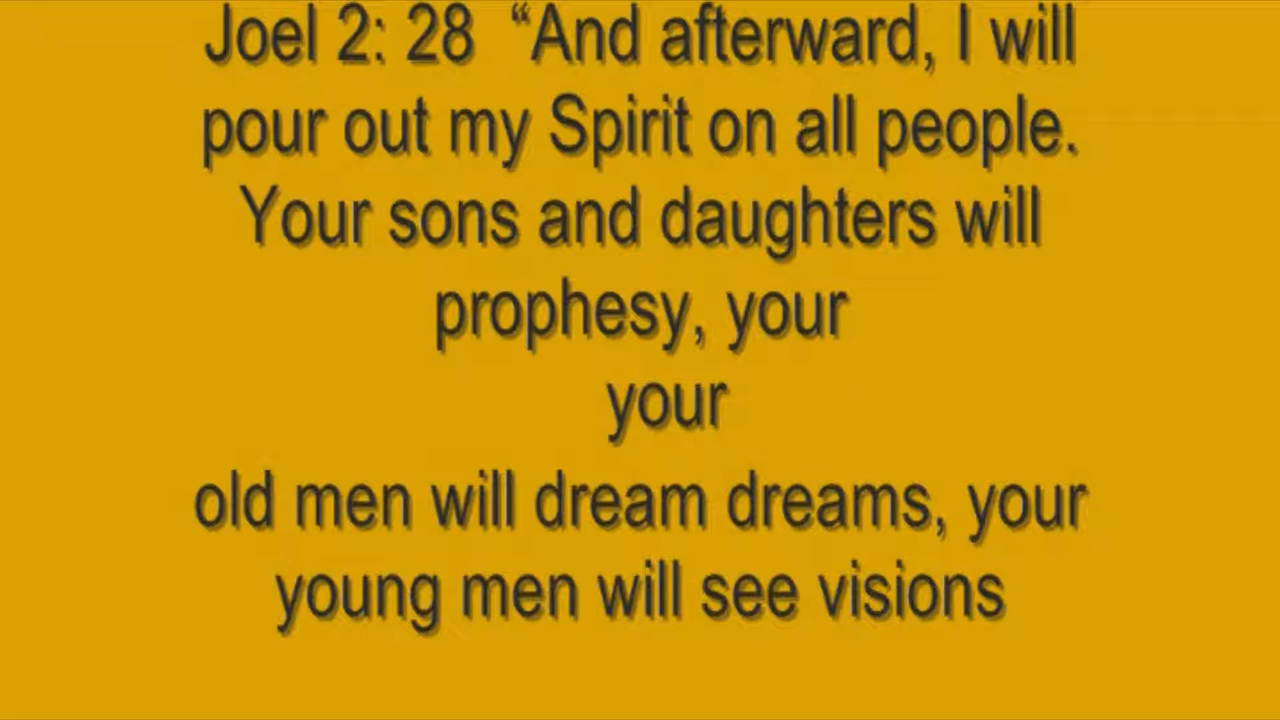 Joel 2: 28  “And afterward, I will
pour out my Spirit on all people.
Your sons and daughters will
prophesy, your
your
old men will dream dreams, your
young men will see visions